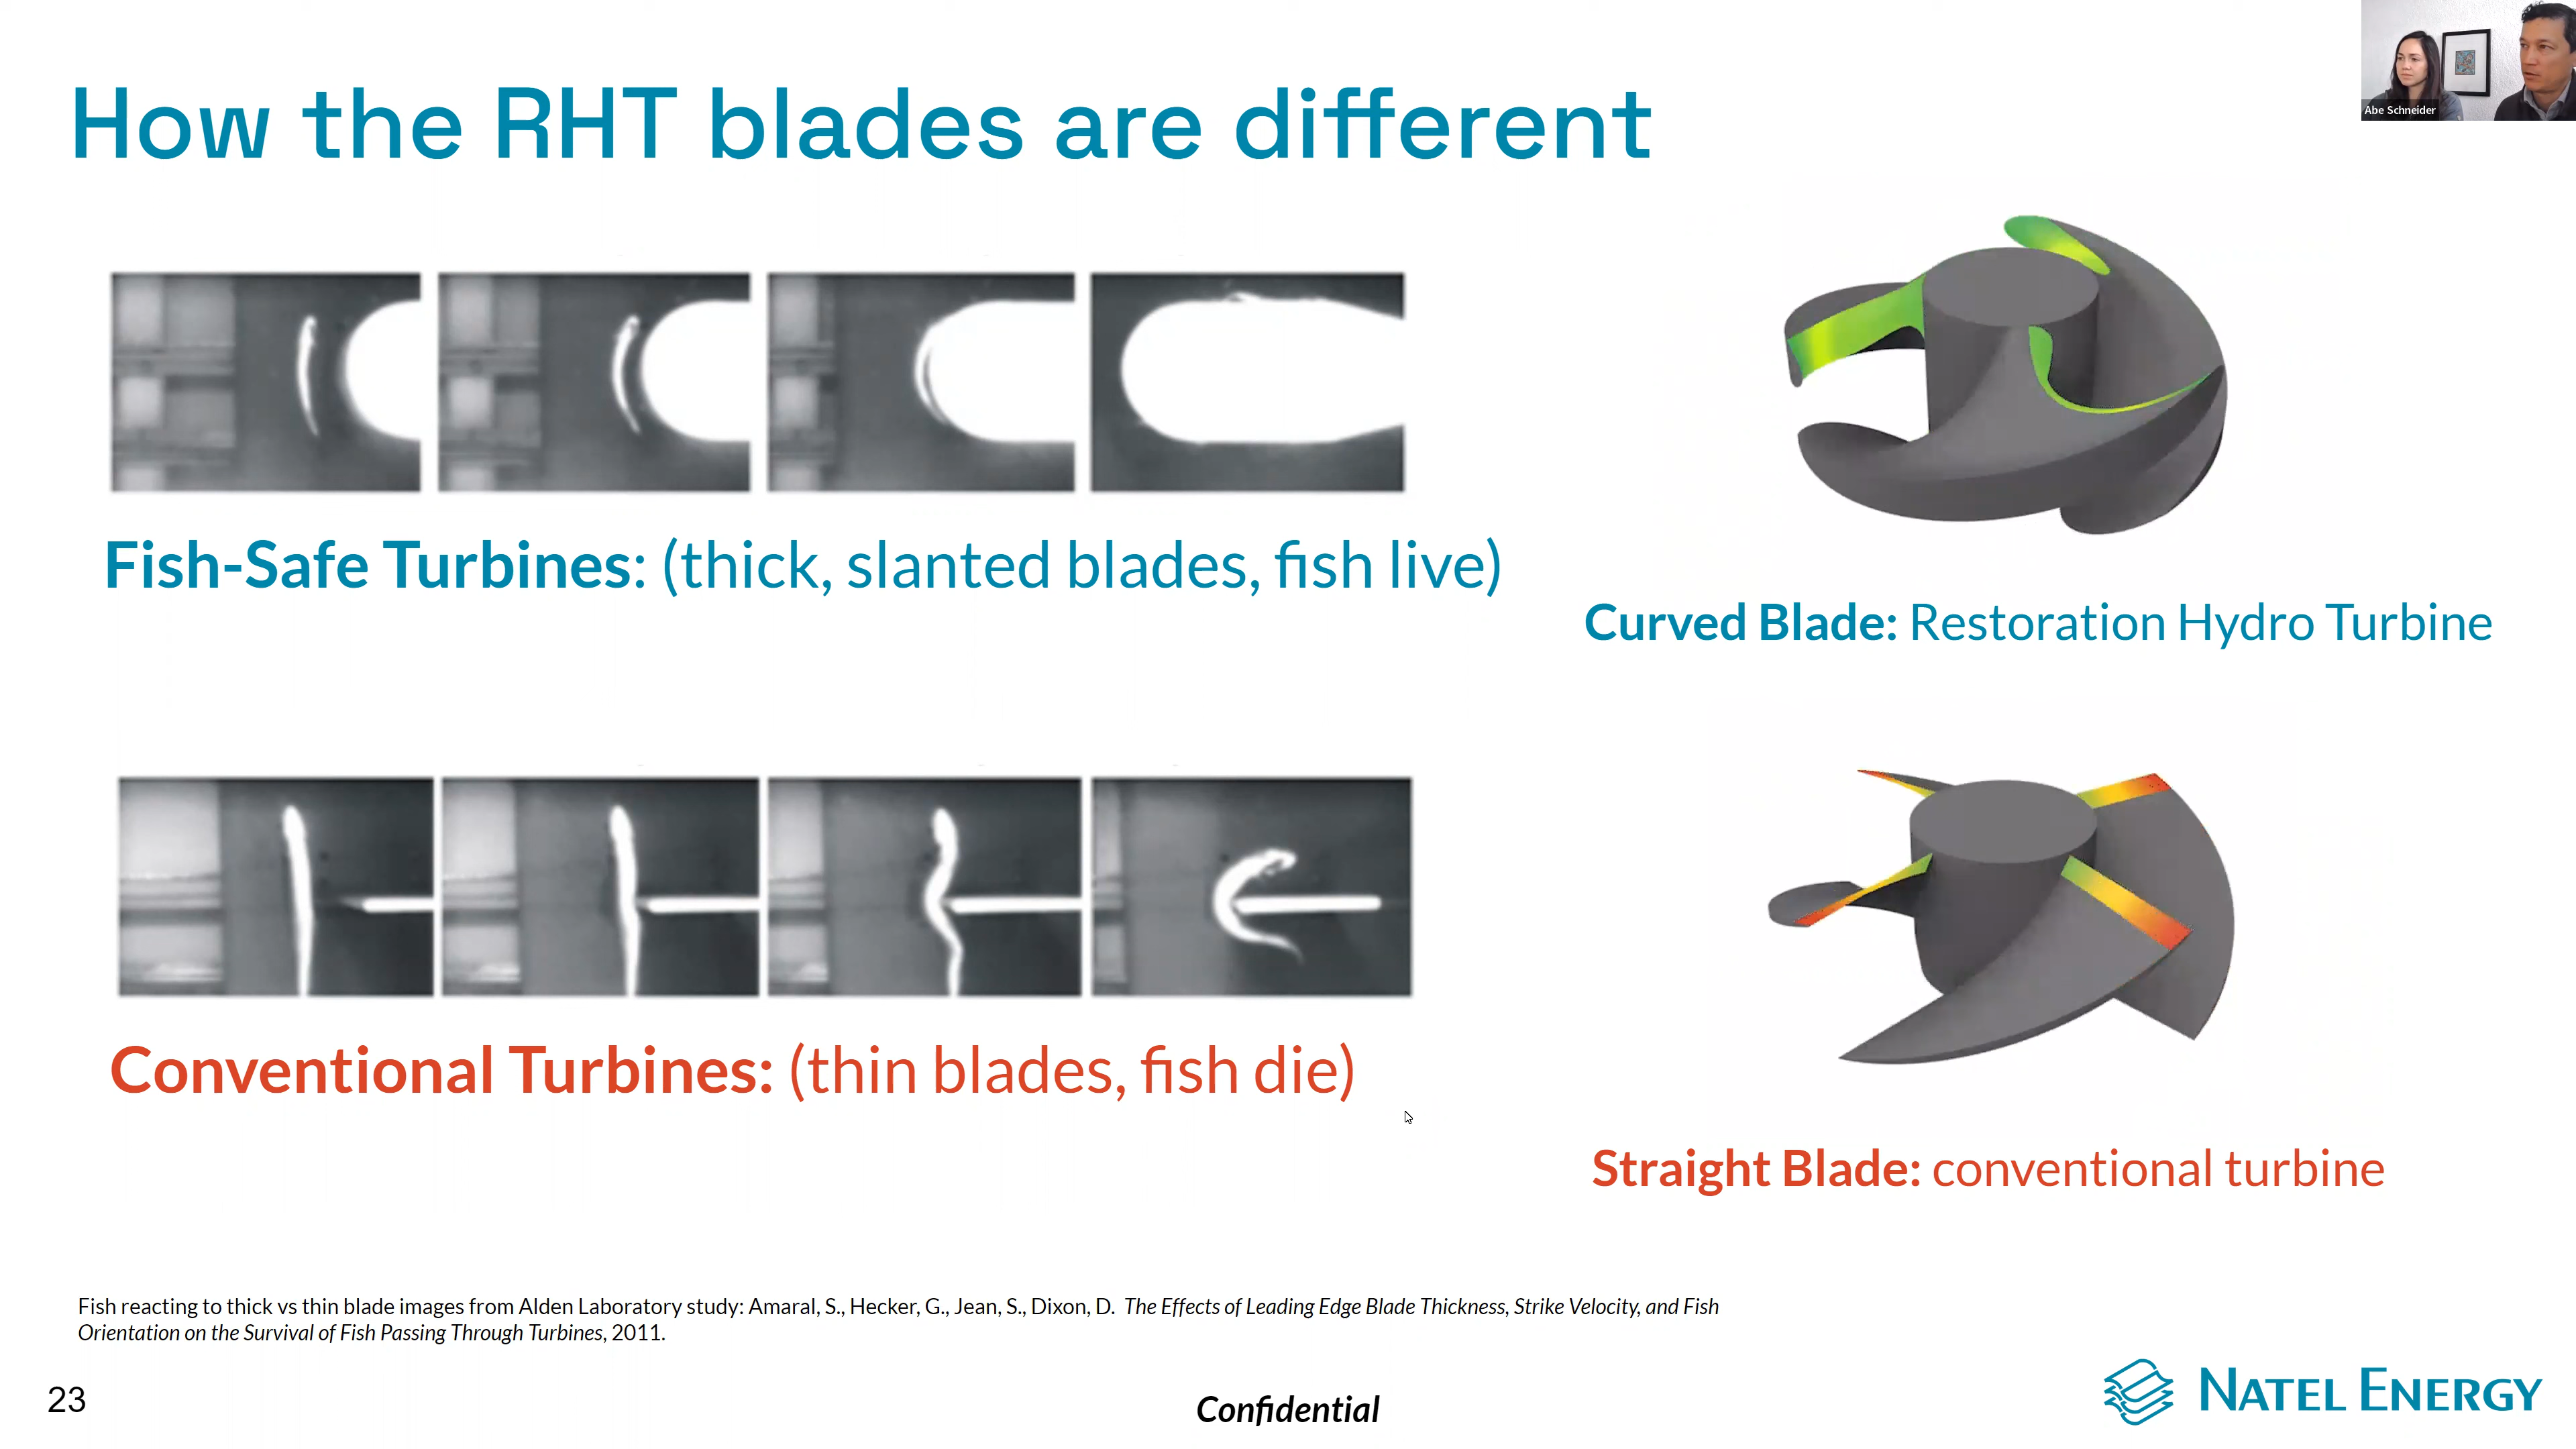 How the RHT blades are different
Abe Schneider
Fish-Safe Turbines: (thick, slanted blades, fish live)
Curved Blade: Restoration Hydro Turbine
Conventional Turbines: (thin blades, fish die)
Straight Blade: conventional turbine
Fish reacting to thick vs thin blade images from Alden Laboratory study: Amaral, S., Hecker, G., Jean, S., Dixon, D. The Effects of Leading Edge Blade Thickness, Strike Velocity, and Fish
Orientation on the Survival of Fish Passing Through Turbines, 2011.
23
Confidential
NATEL ENERGY